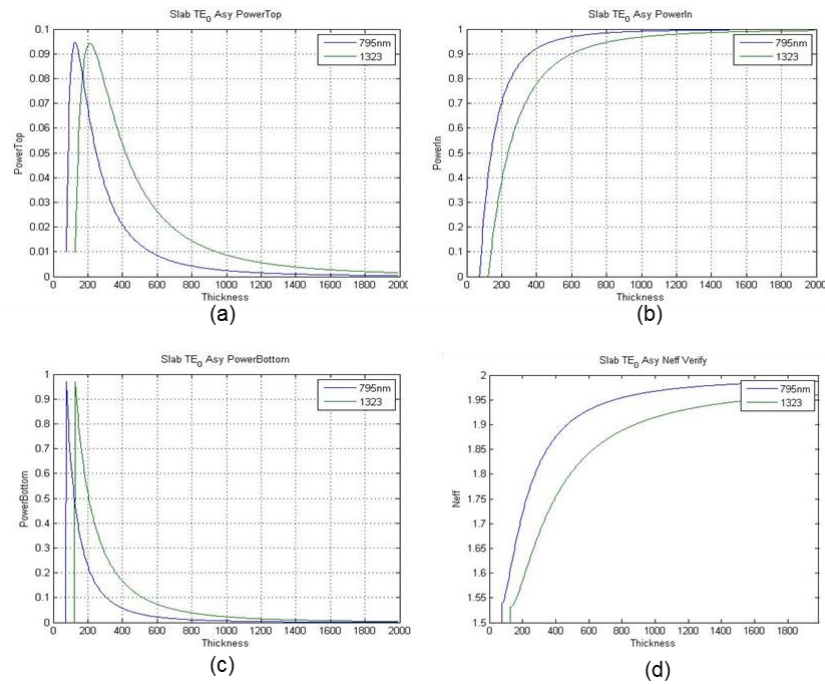 Slab TE₀ Asy PowerTop
795nm
1323
PowerTop
0.1
0.09
0.08
0.07
0.06
0.05
0.04
0.03
0.02
0.01
0
0 200 400 600 800 1000 1200 1400 1600 1800 2000
Thickness
(a)
Slab TE₀ Asy PowerIn
795nm
1323
PowerIn
1
0.9
0.8
0.7
0.6
0.5
0.4
0.3
0.2
0.1
0
0 200 400 600 800 1000 1200 1400 1600 1800 2000
Thickness
(b)
Slab TE₀ Asy PowerBottom
795nm
1323
PowerBottom
1
0.9
0.8
0.7
0.6
0.5
0.4
0.3
0.2
0.1
0
0 200 400 600 800 1000 1200 1400 1600 1800 2000
Thickness
(c)
Slab TE₀ Asy Neff Verify
795nm
1323
Neff
2
1.95
1.9
1.85
1.8
1.75
1.7
1.65
1.6
1.55
1.5
0 200 400 600 800 1000 1200 1400 1600 1800
Thickness
(d)